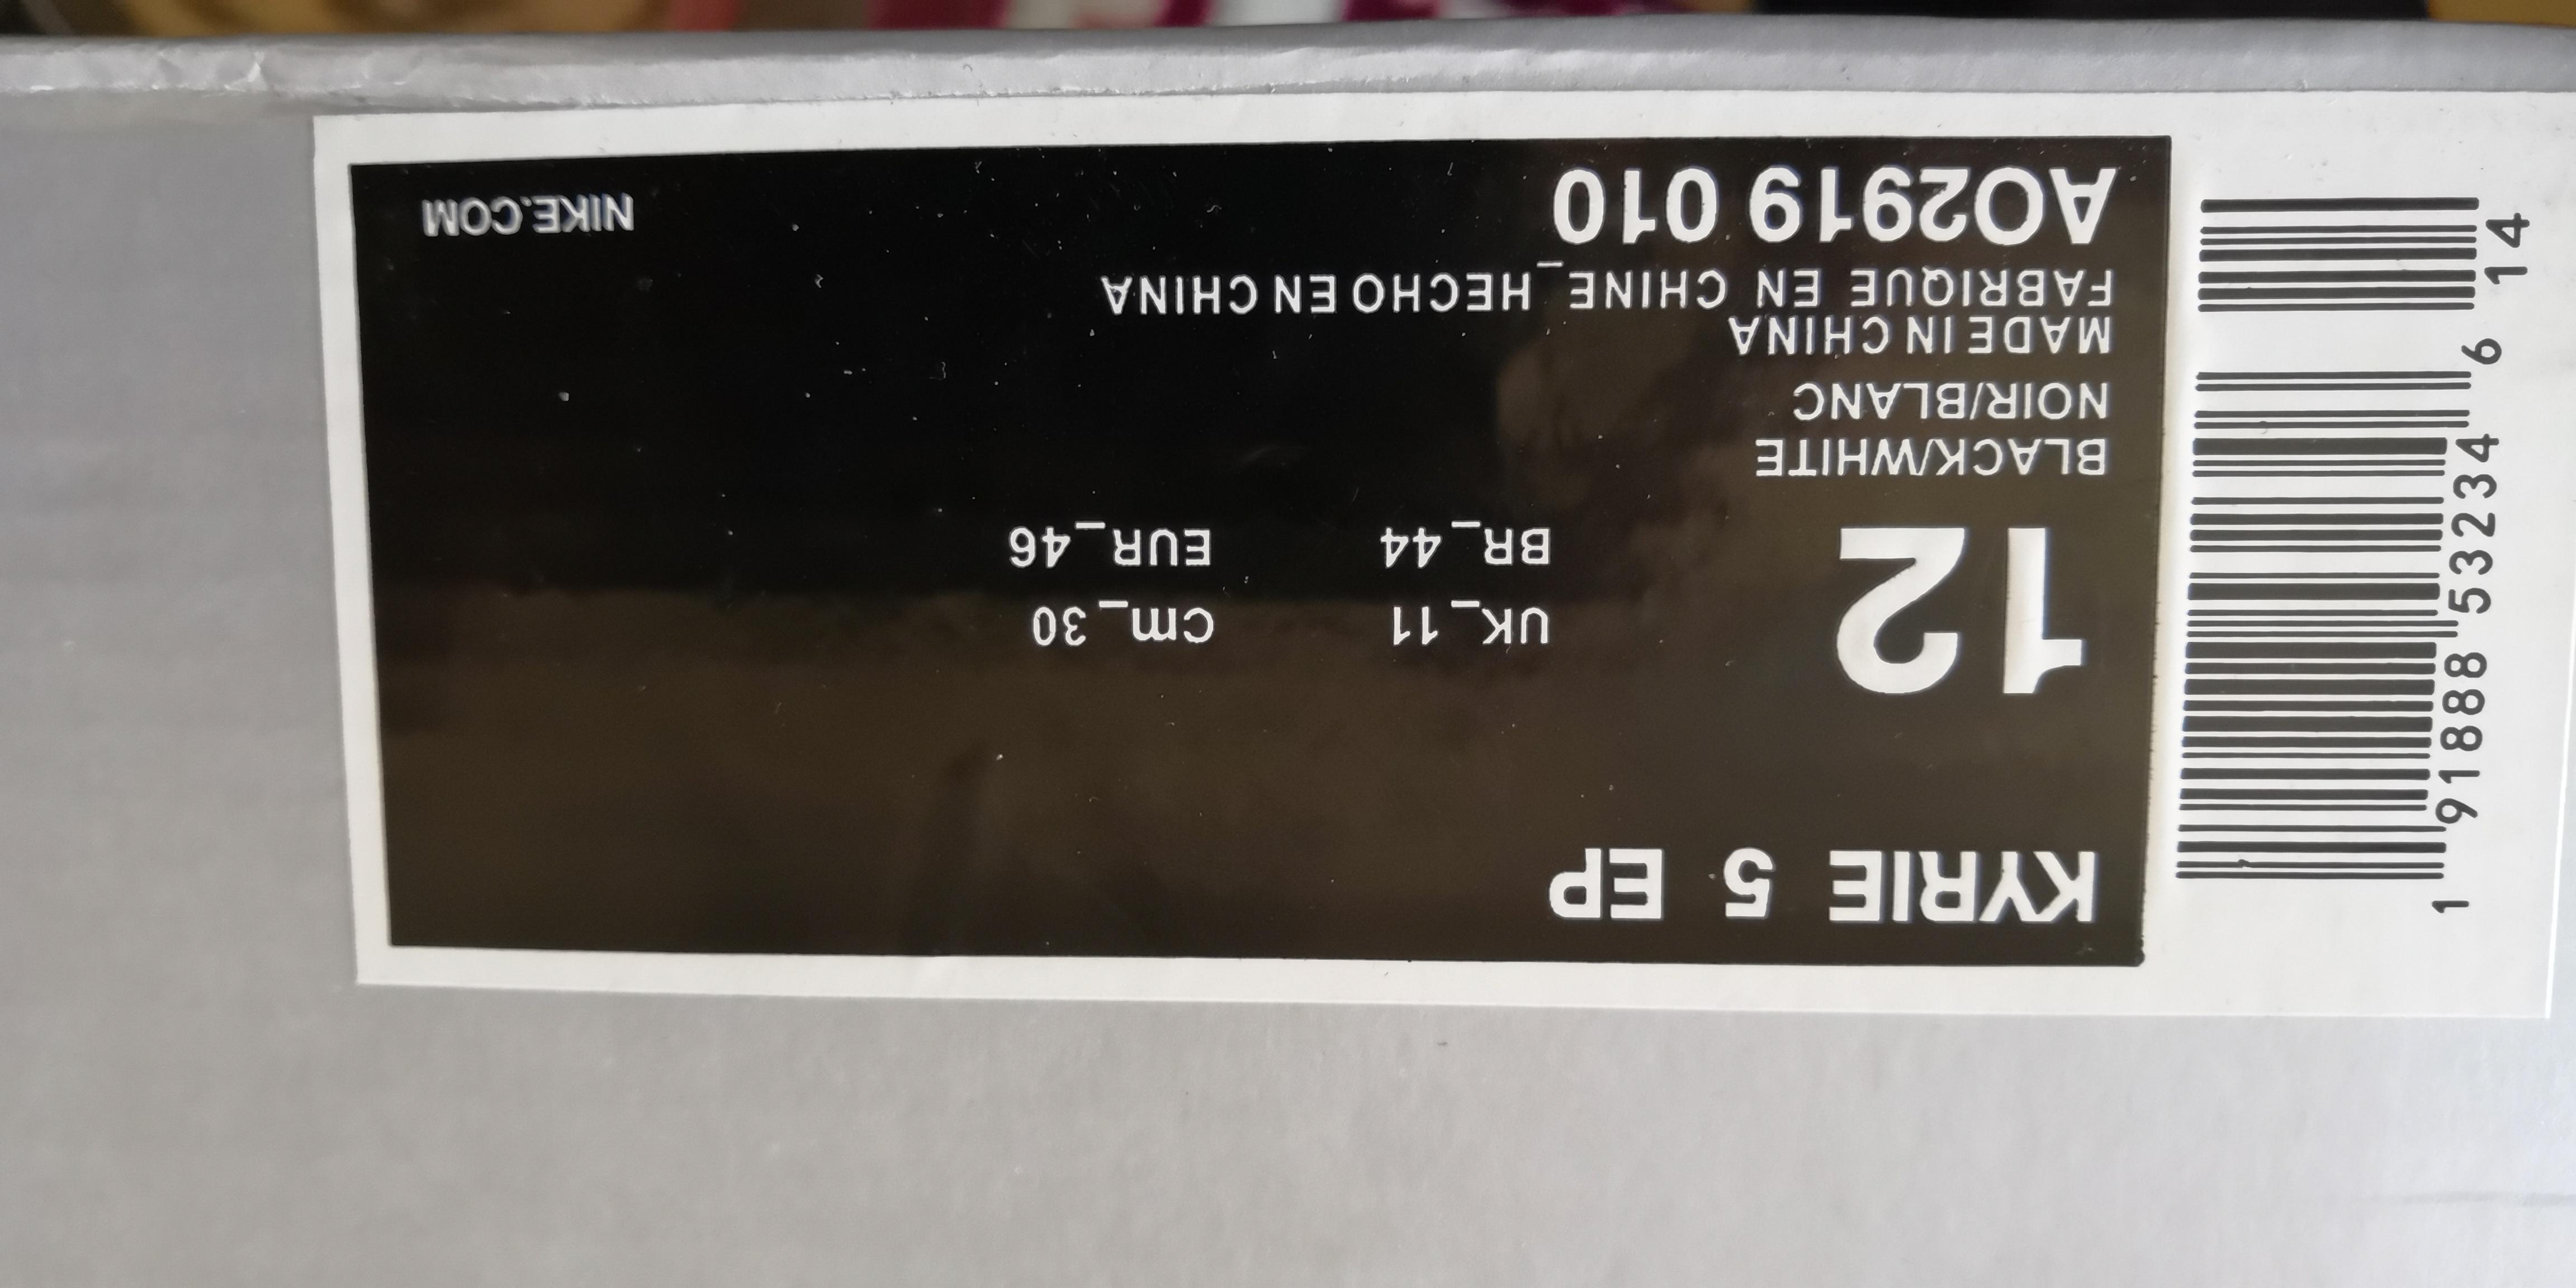 KYRIE 5 EP
12
UK_11 Cm_30
BR_44 EUR_46
BLACK/WHITE
NOIR/BLANC
MADE IN CHINA
FABRIQUE EN CHINE_HECHO EN CHINA
AO2919 010 NIKE.COM
1 91888 53234 6 14